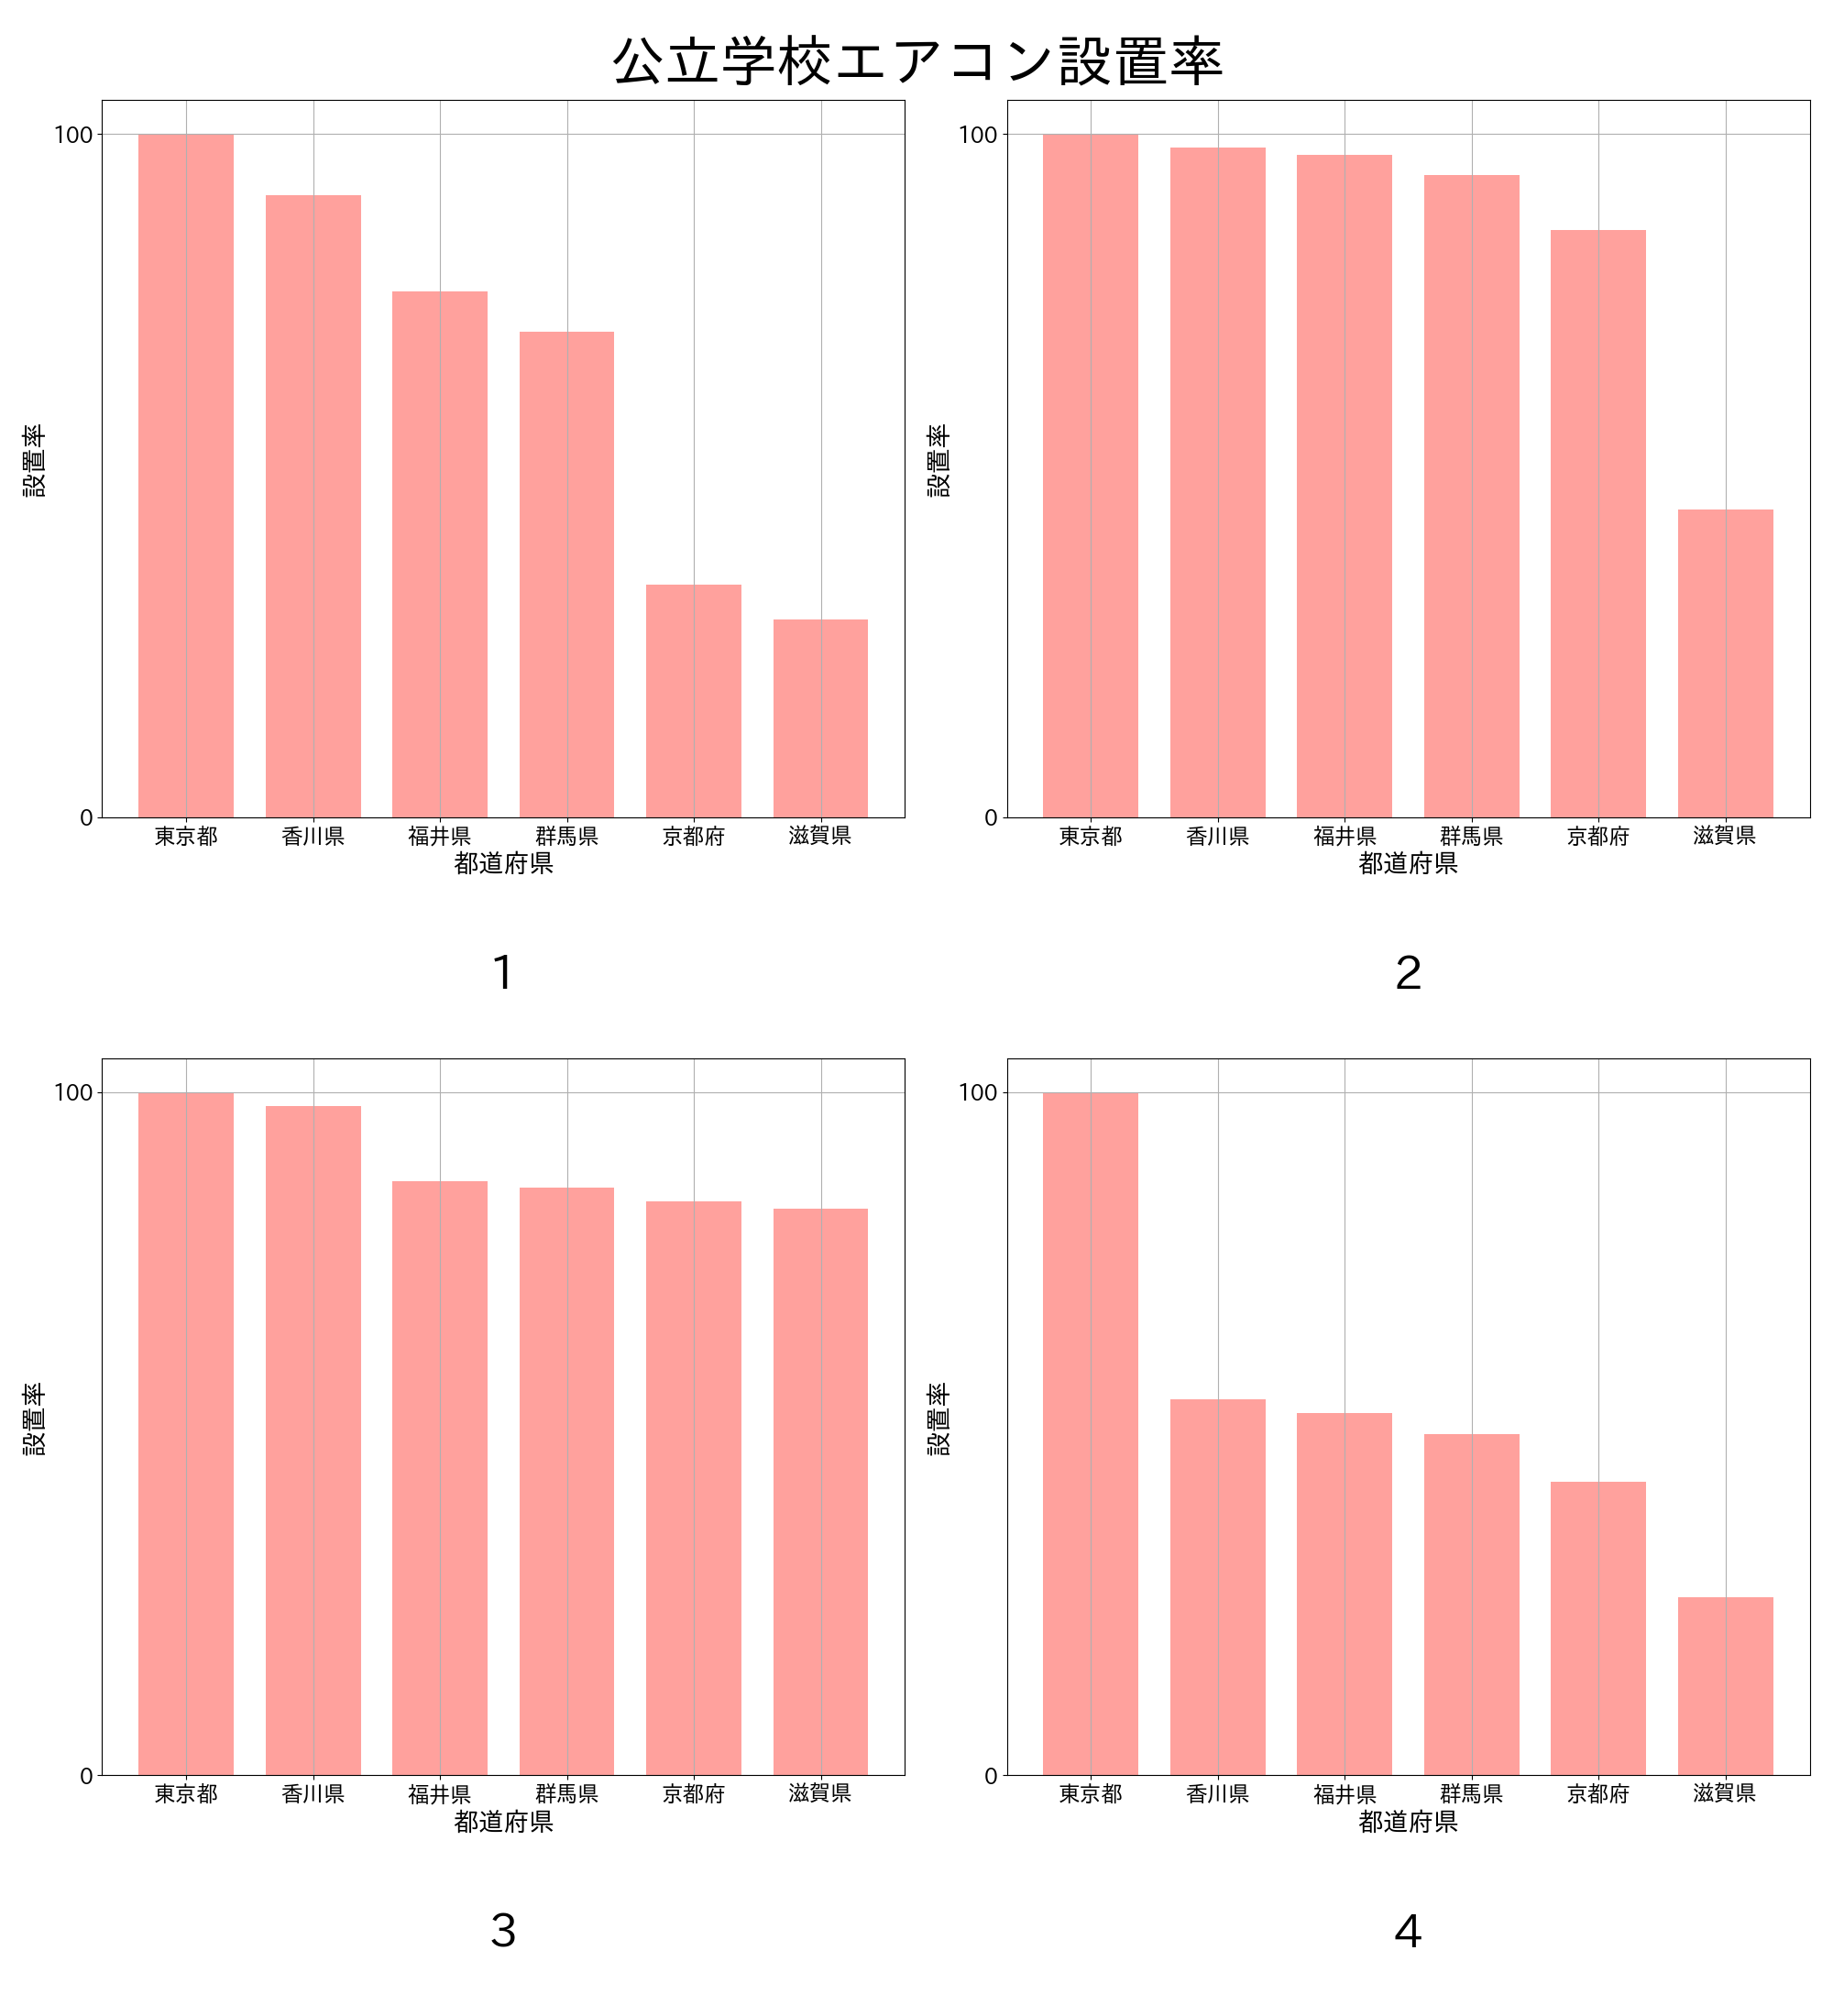 公立学校エアコン設置率
100
0
設置率
東京都 香川県 福井県 群馬県 京都府 滋賀県
都道府県
1
100
0
設置率
東京都 香川県 福井県 群馬県 京都府 滋賀県
都道府県
2
100
0
設置率
東京都 香川県 福井県 群馬県 京都府 滋賀県
都道府県
3
100
0
設置率
東京都 香川県 福井県 群馬県 京都府 滋賀県
都道府県
4